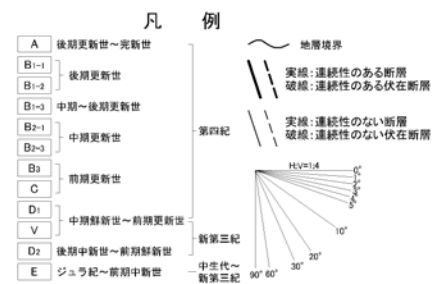 凡 例
A 後期更新世～完新世
B1-1
B1-2
後期更新世
B1-3 中期～後期更新世
B2-1
B2-3
中期更新世
B3
C
前期更新世
D1
V
中期鮮新世～前期更新世
D2 後期中新世～前期鮮新世
E ジュラ紀～前期中新世
第四紀
新第三紀
中生代～
新第三紀
地層境界
実線：連続性のある断層
破線：連続性のある伏在断層
実線：連続性のない断層
破線：連続性のない伏在断層
H:V=1:4
0°
1°
2°
3°
4°
5°
10°
20°
30°
60°
90°